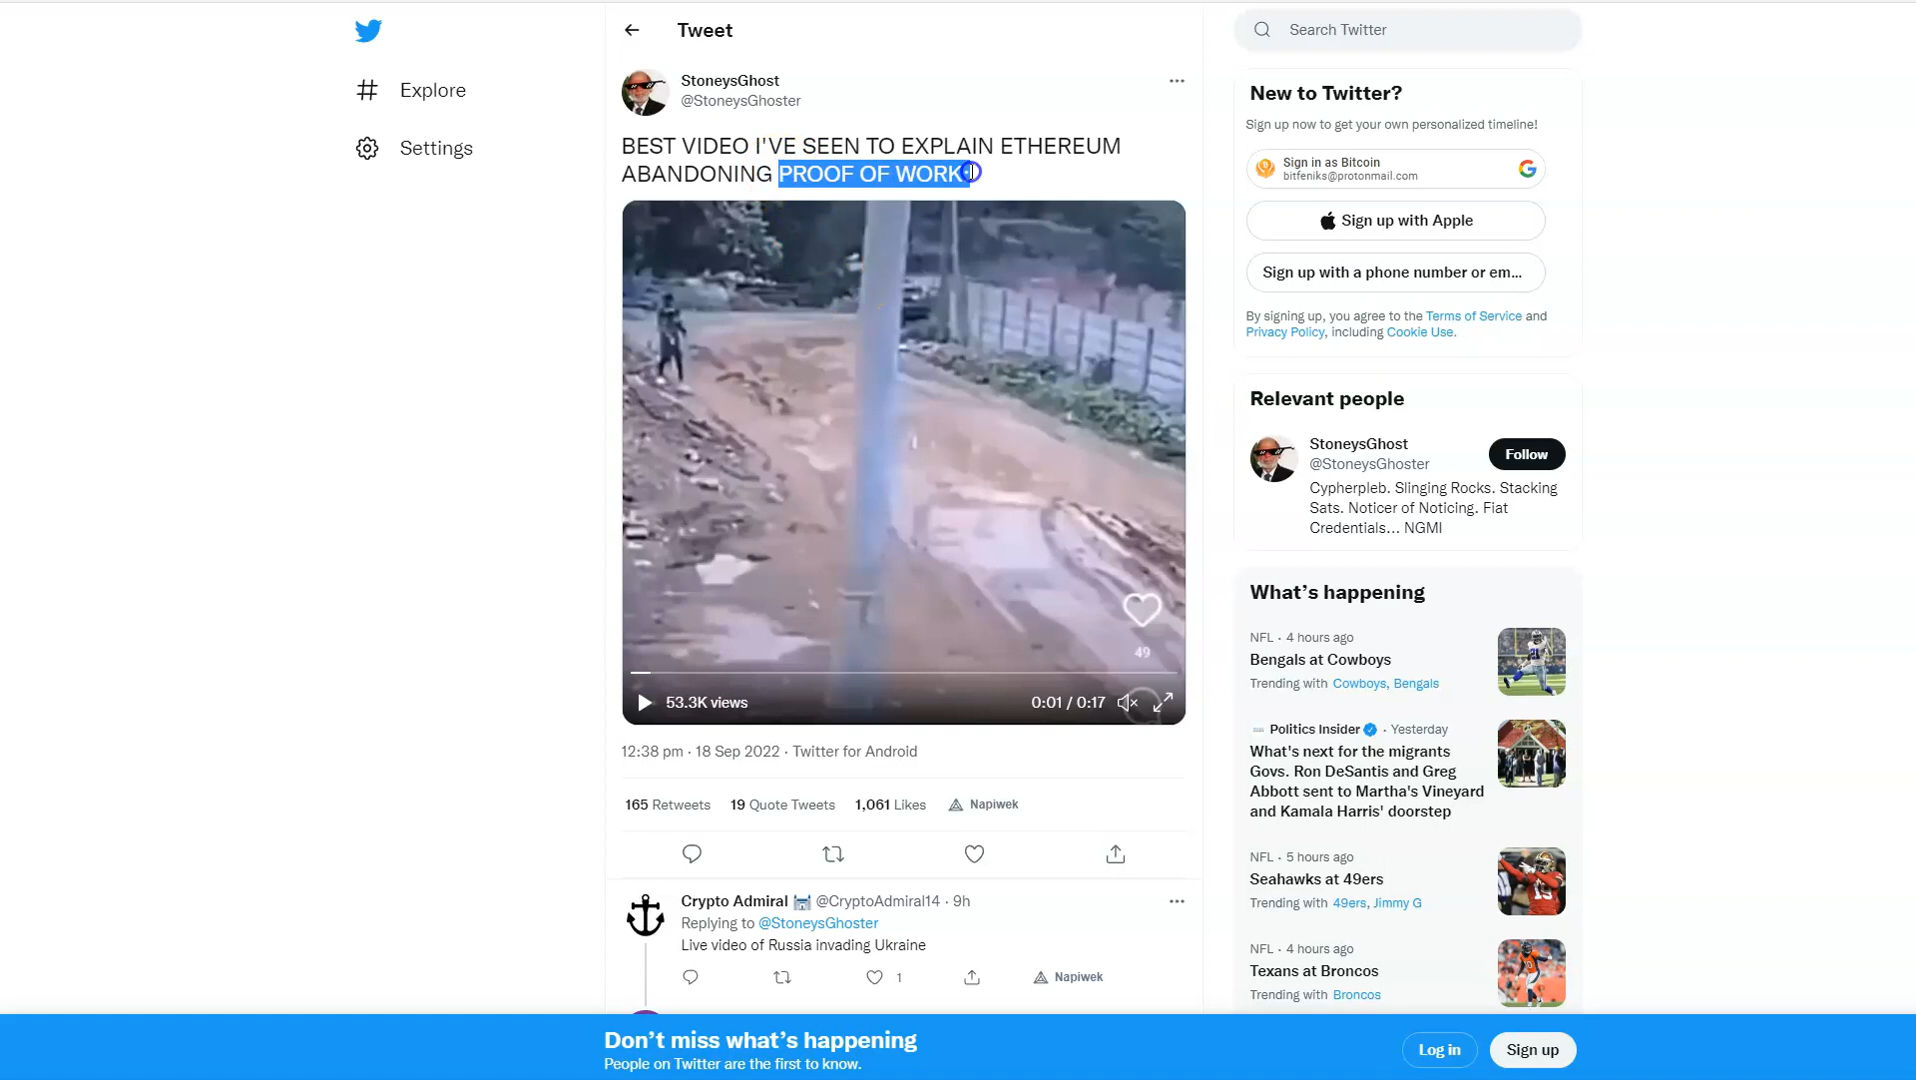 Tweet
Search Twitter
Explore
Settings
StoneysGhost
@StoneysGhoster
BEST VIDEO I'VE SEEN TO EXPLAIN ETHEREUM
ABANDONING PROOF OF WORK
49
53.3K views
0:01 / 0:17
12:38 pm · 18 Sep 2022 · Twitter for Android
165 Retweets 19 Quote Tweets 1,061 Likes Napiwek
Crypto Admiral @CryptoAdmiral14 · 9h
Replying to @StoneysGhoster
Live video of Russia invading Ukraine
1
Napiwek
New to Twitter?
Sign up now to get your own personalized timeline!
Sign in as Bitcoin
bitfeniks@protonmail.com
Sign up with Apple
Sign up with a phone number or em...
By signing up, you agree to the Terms of Service and
Privacy Policy, including Cookie Use.
Relevant people
StoneysGhost
@StoneysGhoster
Follow
Cypherpleb. Slinging Rocks. Stacking
Sats. Noticer of Noticing. Fiat
Credentials... NGMI
What's happening
NFL · 4 hours ago
Bengals at Cowboys
Trending with Cowboys, Bengals
Politics Insider · Yesterday
What's next for the migrants
Govs. Ron DeSantis and Greg
Abbott sent to Martha's Vineyard
and Kamala Harris' doorstep
NFL · 5 hours ago
Seahawks at 49ers
Trending with 49ers, Jimmy G
NFL · 4 hours ago
Texans at Broncos
Trending with Broncos
Don't miss what's happening
People on Twitter are the first to know.
Log in
Sign up